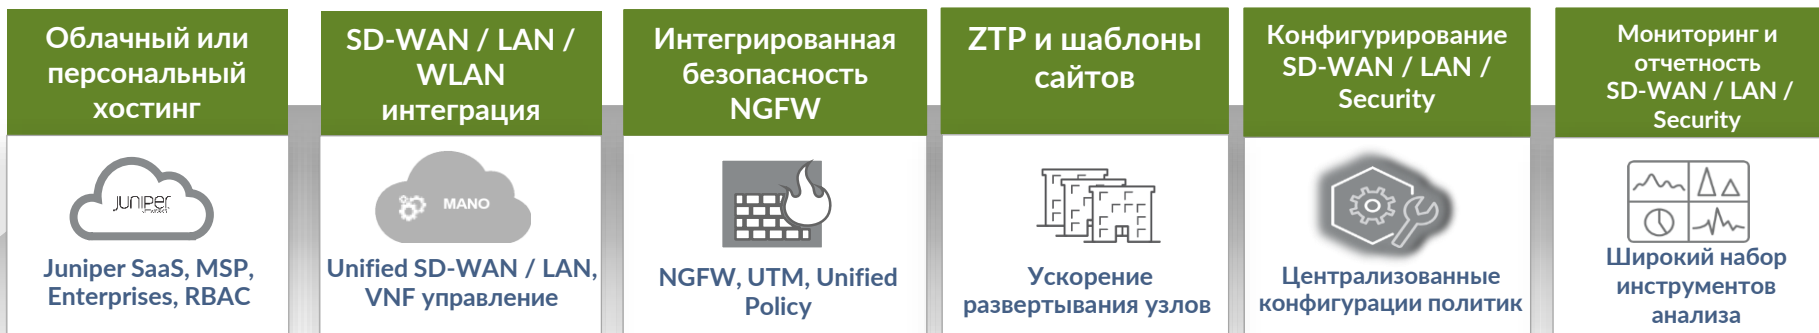 Облачный или
персональный
хостинг
JUNIPER
NETWORKS
Juniper SaaS, MSP,
Enterprises, RBAC
SD-WAN / LAN /
WLAN
интеграция
MANO
Unified SD-WAN / LAN,
VNF управление
Интегрированная
безопасность
NGFW
NGFW, UTM, Unified
Policy
ZTP и шаблоны
сайтов
Ускорение
развертывания узлов
Конфигурирование
SD-WAN / LAN /
Security
Централизованные
конфигурации политик
Мониторинг и
отчетность
SD-WAN / LAN /
Security
Широкий набор
инструментов
анализа